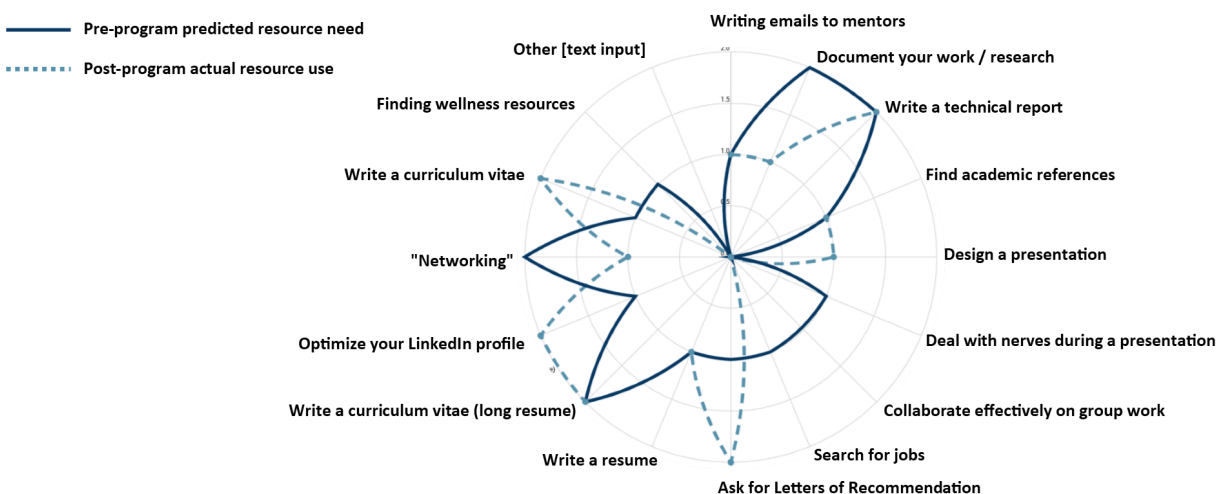 Pre-program predicted resource need
Post-program actual resource use
Writing emails to mentors
Other [text input]
Document your work / research
Finding wellness resources
Write a technical report
Write a curriculum vitae
Find academic references
"Networking"
Design a presentation
Optimize your LinkedIn profile
Deal with nerves during a presentation
Write a curriculum vitae (long resume)
Collaborate effectively on group work
Write a resume
Search for jobs
Ask for Letters of Recommendation
2.0
1.5
1.0
0.5
e)